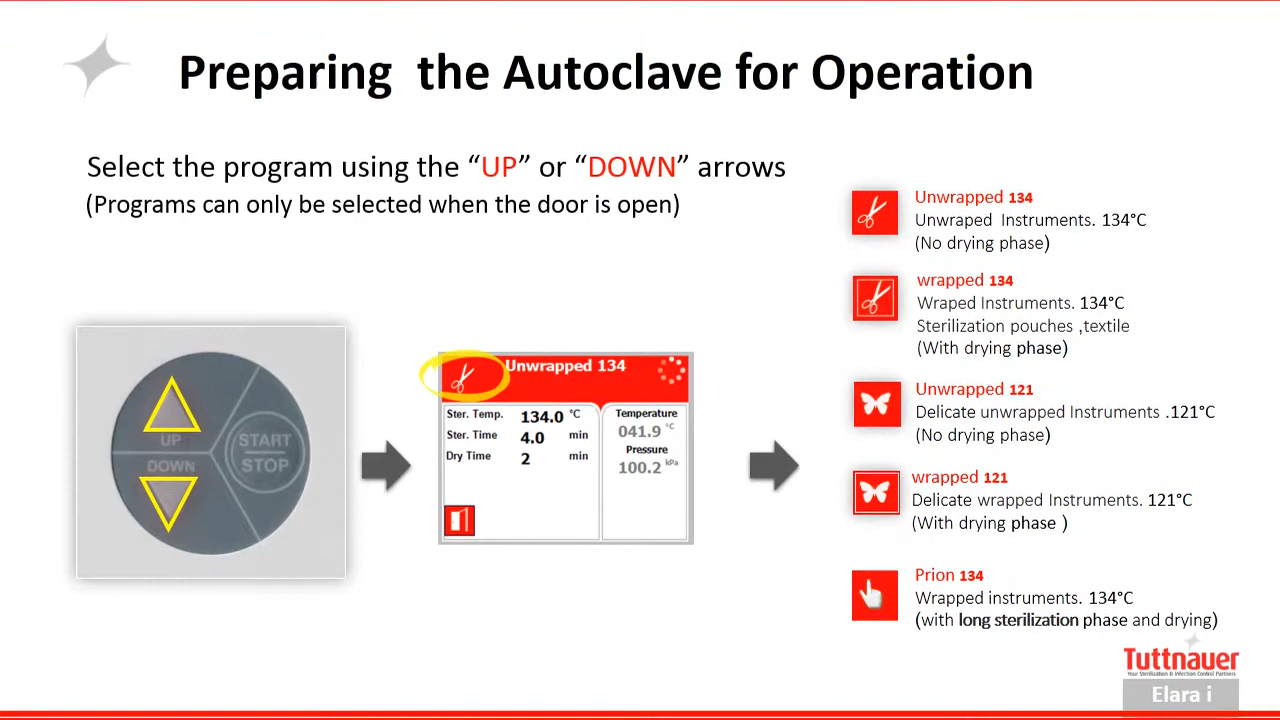 Preparing the Autoclave for Operation
Select the program using the “UP” or “DOWN” arrows
(Programs can only be selected when the door is open)
UP
DOWN
START
STOP
Unwrapped 134
Ster. Temp. 134.0 °C
Ster. Time 4.0 min
Dry Time 2 min
Temperature
041.9 °C
Pressure
100.2 kPa
Unwrapped 134
Unwraped Instruments. 134°C
(No drying phase)
wrapped 134
Wraped Instruments. 134°C
Sterilization pouches ,textile
(With drying phase)
Unwrapped 121
Delicate unwrapped Instruments .121°C
(No drying phase)
wrapped 121
Delicate wrapped Instruments. 121°C
(With drying phase )
Prion 134
Wrapped instruments. 134°C
(with long sterilization phase and drying)
Tuttnauer
Your Sterilization & Infection Control Partners
Elara i